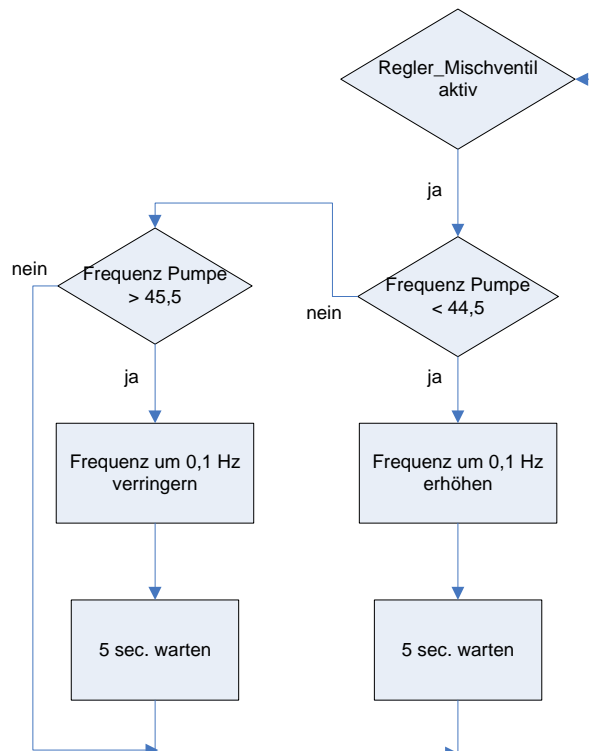 Regler_Mischventil
aktiv
ja
nein
Frequenz Pumpe
> 45,5
Frequenz Pumpe
< 44,5
nein
ja
ja
Frequenz um 0,1 Hz
verringern
Frequenz um 0,1 Hz
erhöhen
5 sec. warten
5 sec. warten